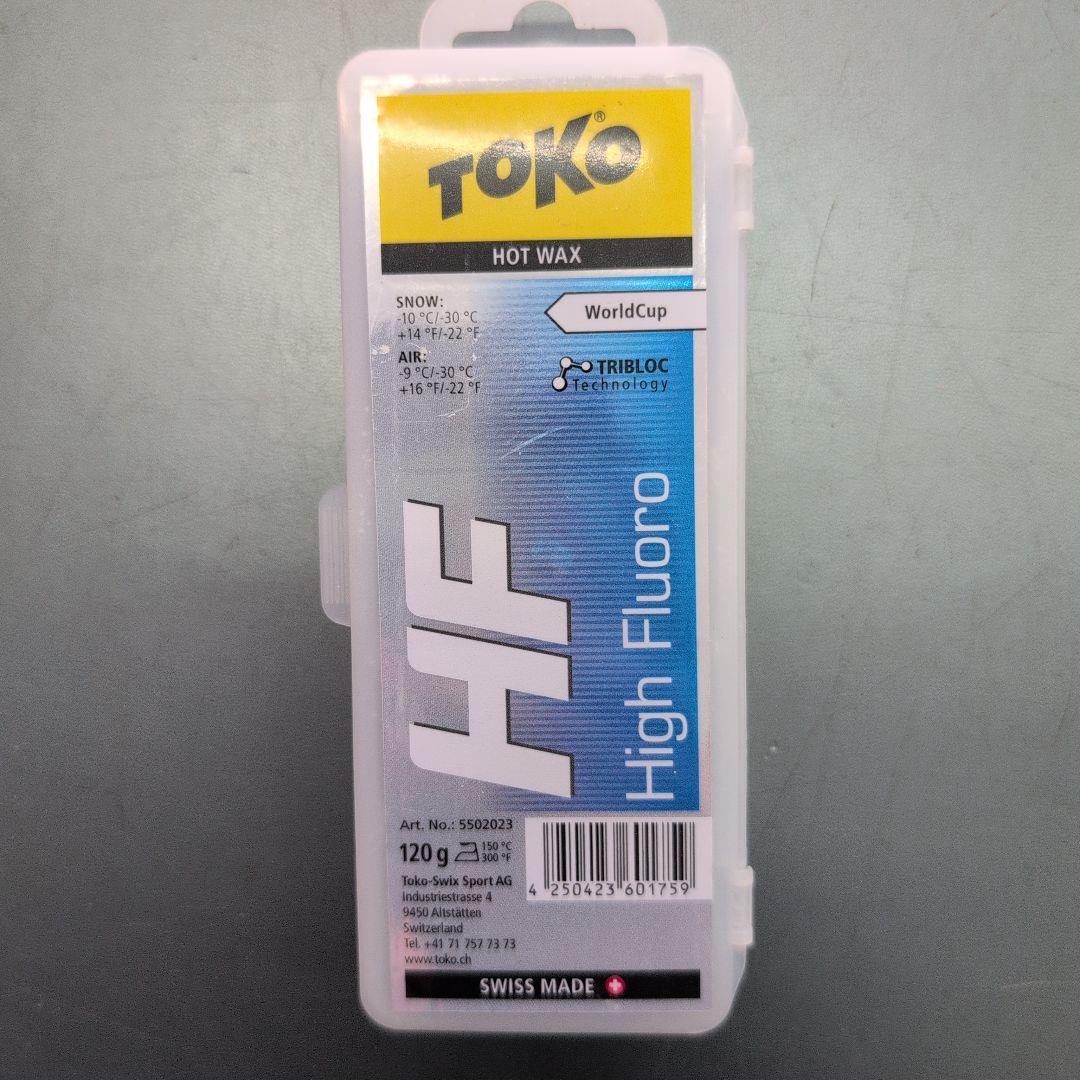 TOKO®
HOT WAX
SNOW:
-10 °C/-30 °C
+14 °F/-22 °F
AIR:
-9 °C/-30 °C
+16 °F/-22 °F
WorldCup
TRIBLOC
Technology
HF
High Fluoro
Art. No.: 5502023
120 g 150 °C
300 °F
Toko-Swix Sport AG
Industriestrasse 4
9450 Altstätten
Switzerland
Tel. +41 71 757 73 73
www.toko.ch
4 250423 601759
SWISS MADE